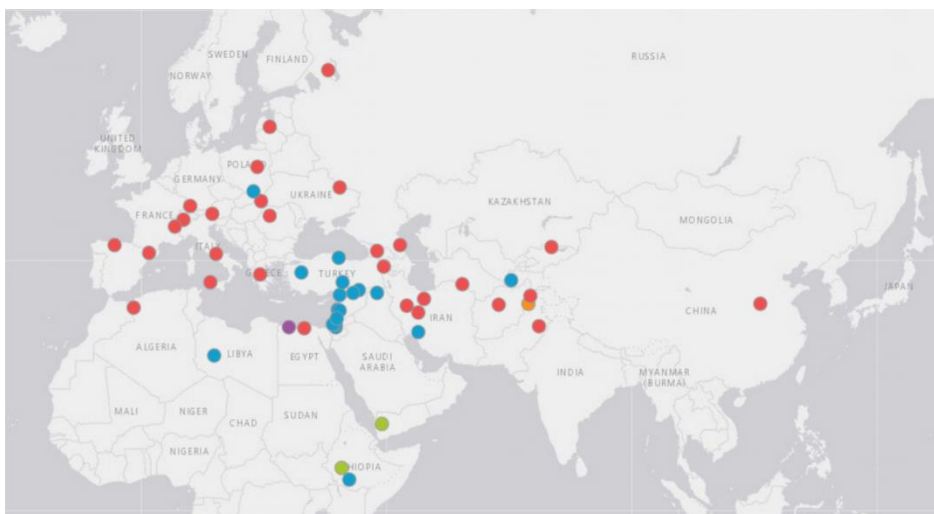 SWEDEN
FINLAND
NORWAY
RUSSIA
UNITED
KINGDOM
POLAND
GERMANY
UKRAINE
FRANCE
KAZAKHSTAN
MONGOLIA
ITALY
GREECE
TURKEY
JAPAN
CHINA
IRAN
ALGERIA
LIBYA
EGYPT
SAUDI
ARABIA
INDIA
MYANMAR
(BURMA)
MALI
NIGER
CHAD
SUDAN
NIGERIA
HIOPIA